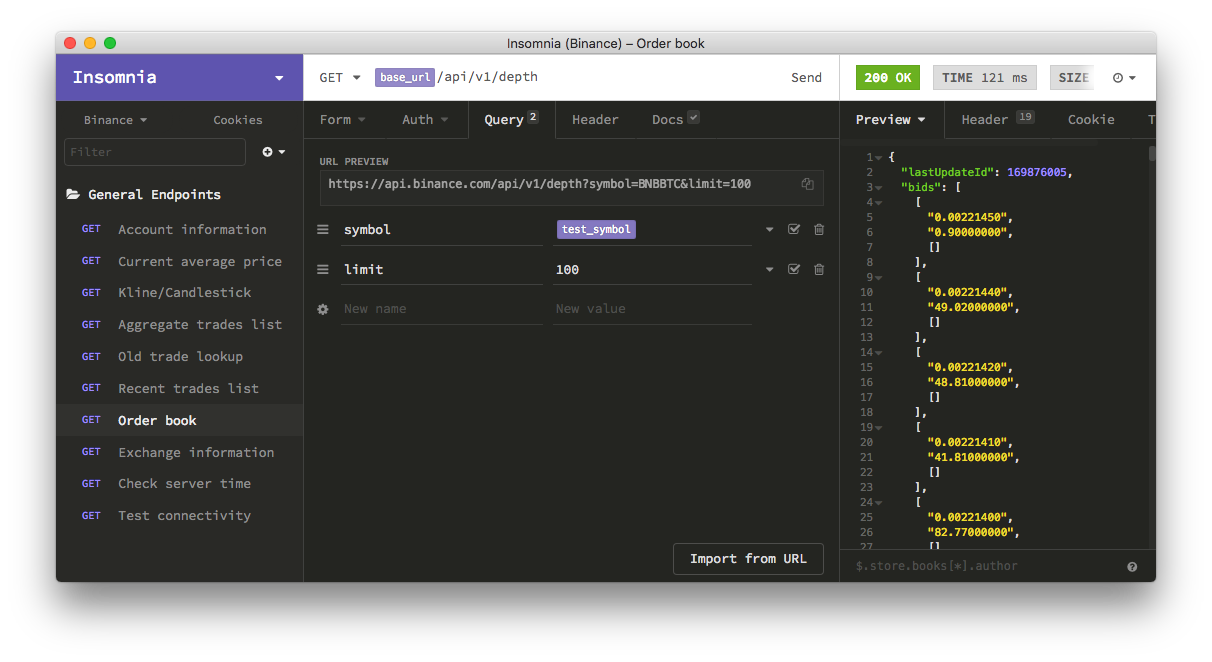 Insomnia (Binance) – Order book
Insomnia
GET base_url/api/v1/depth Send
200 OK TIME 121 ms SIZE
Binance Cookies
Filter
General Endpoints
GET Account information
GET Current average price
GET Kline/Candlestick
GET Aggregate trades list
GET Old trade lookup
GET Recent trades list
GET Order book
GET Exchange information
GET Check server time
GET Test connectivity
Form Auth Query 2 Header Docs
URL PREVIEW
https://api.binance.com/api/v1/depth?symbol=BNBBTC&limit=100
symbol test_symbol
limit 100
New name New value
Import from URL
Preview Header 19 Cookie T
1 {
2 "lastUpdateId": 169876005,
3 "bids": [
4 [
5 "0.00221450",
6 "0.90000000",
7 []
8 ],
9 [
10 "0.00221440",
11 "49.02000000",
12 []
13 ],
14 [
15 "0.00221420",
16 "48.81000000",
17 []
18 ],
19 [
20 "0.00221410",
21 "41.81000000",
22 []
23 ],
24 [
25 "0.00221400",
26 "82.77000000",
27 []
$.store.books[*].author